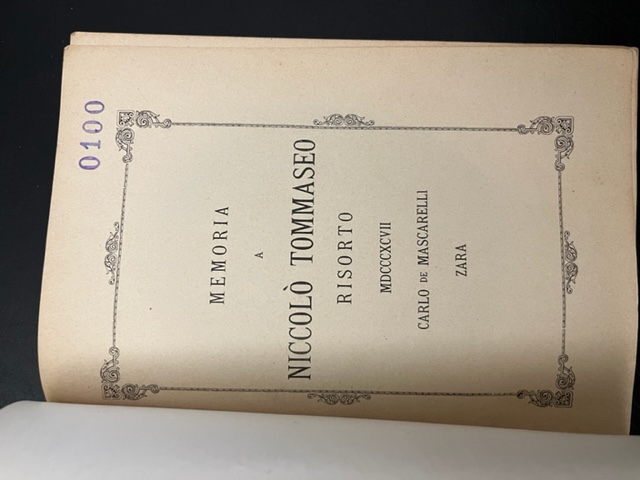 0100
MEMORIA
A
NICCOLÒ TOMMASEO
RISORTO
MDCCCXCVII
CARLO DE MASCARELLI
ZARA